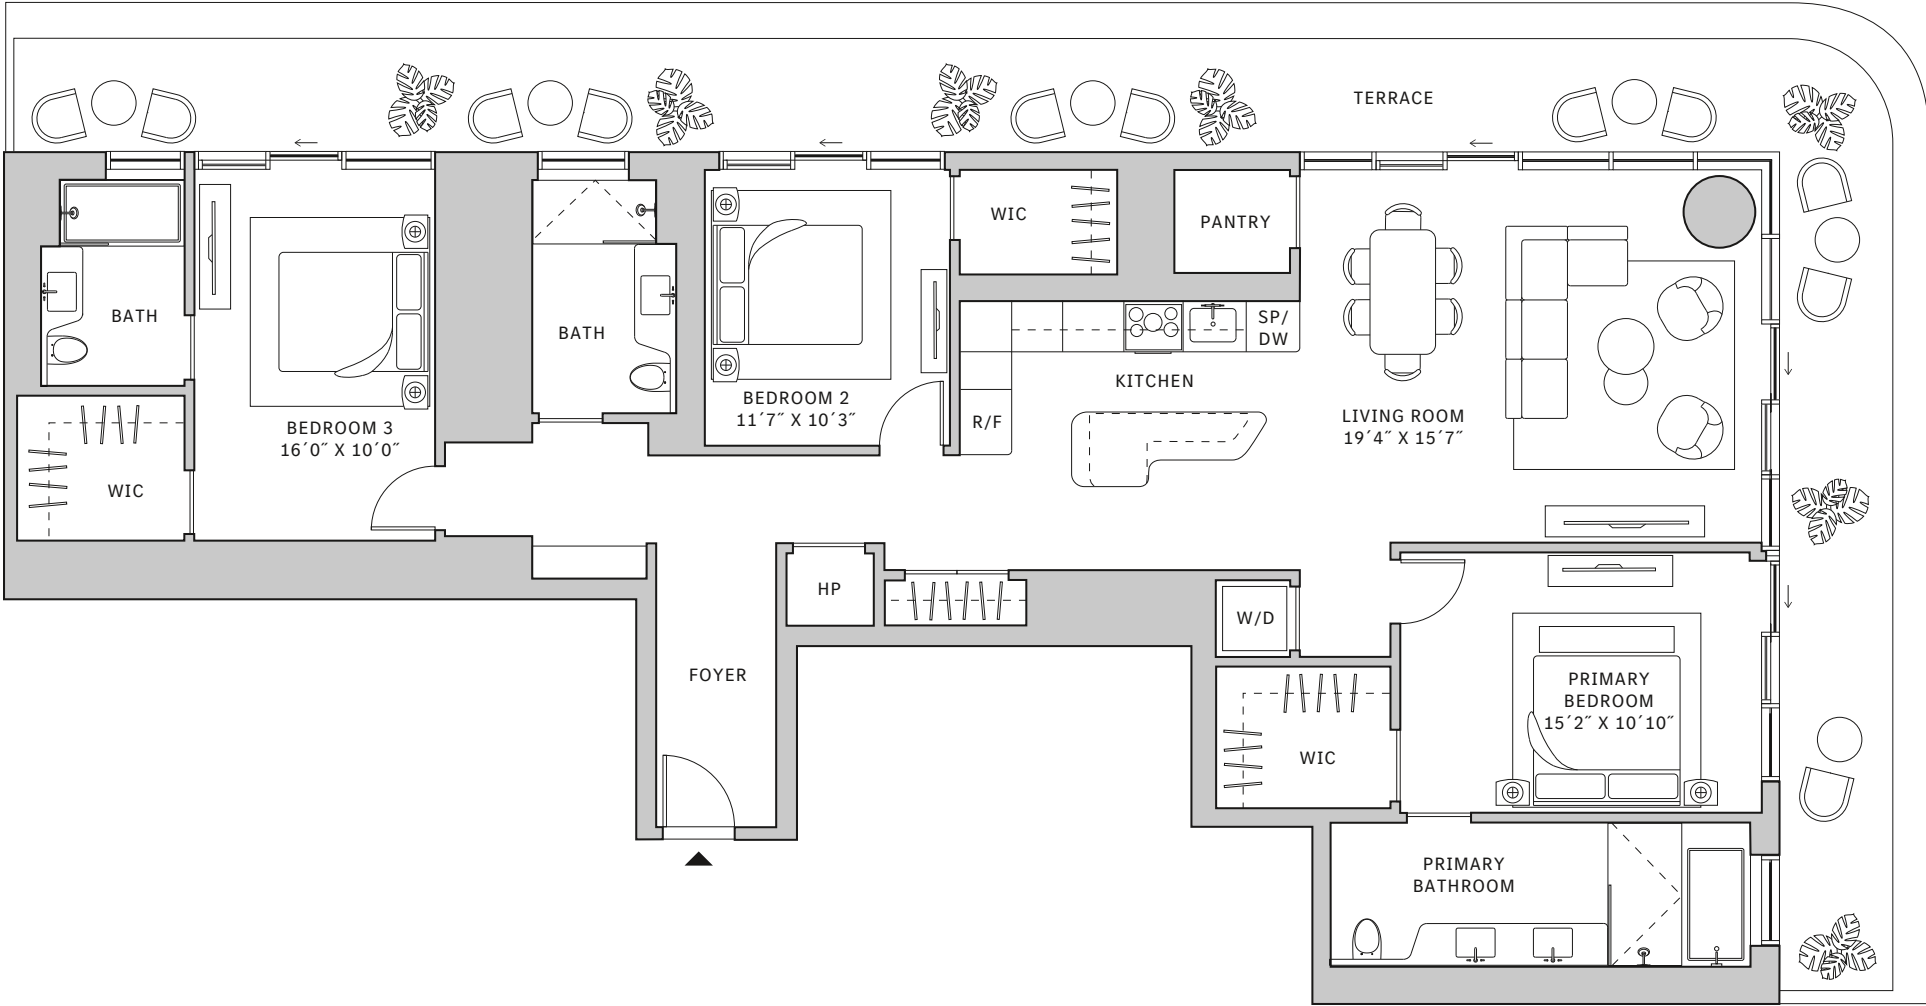 TERRACE
WIC
PANTRY
BATH
BATH
SP/
DW
KITCHEN
BEDROOM 2
11´7˝ X 10´3˝
R/F
LIVING ROOM
19´4˝ X 15´7˝
BEDROOM 3
16´0˝ X 10´0˝
WIC
HP
W/D
FOYER
PRIMARY
BEDROOM
15´2˝ X 10´10˝
WIC
PRIMARY
BATHROOM